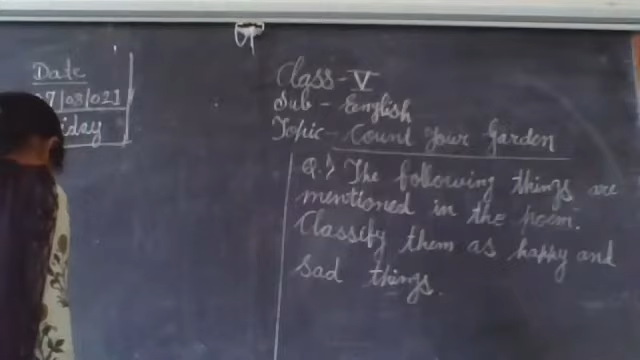 Date
7/03/021
iday
Class - V
Sub - English
Topic - Count Your Garden
Q.) The following things are
mentioned in the poem.
Classify them as happy and
sad things.